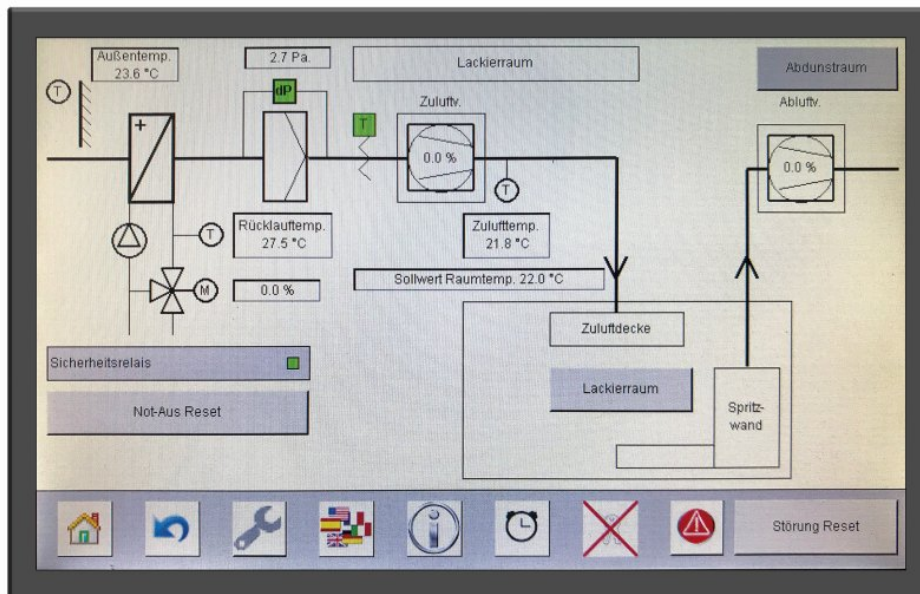 Außentemp.
23.6 °C
2.7 Pa.
Lackierraum
Abdunstraum
T
dP
Zuluftv.
Abluftv.
+
T
0.0 %
0.0 %
T
Rücklauftemp.
27.5 °C
T
Zulufttemp.
21.8 °C
Sollwert Raumtemp. 22.0 °C
M
0.0 %
Zuluftdecke
Sicherheitsrelais
Lackierraum
Not-Aus Reset
Spritz-
wand
i
Störung Reset